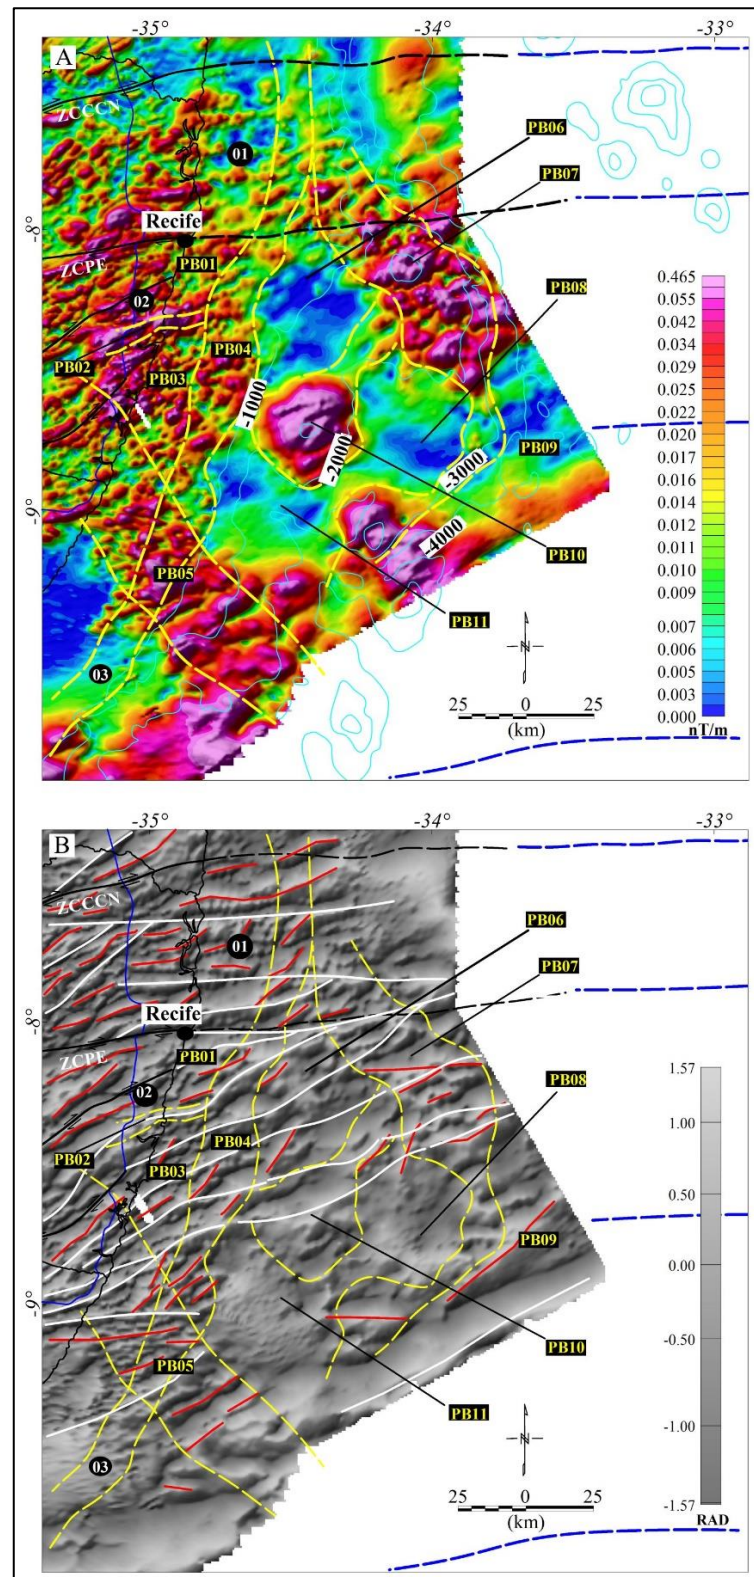 -35° -34° -33°
A
ZCCCN
PB06
01
PB07
-8°
Recife
ZCPE PB01
02
PB08
0.465
0.055
0.042
0.034
0.029
0.025
0.022
0.020
0.017
0.014
0.012
0.011
0.010
0.009
0.007
0.006
0.005
0.003
0.000
nT/m
PB02 PB04
PB03
-1000
-2000
PB09
-3000
-9°
-4000
PB10
PB05
PB11
N
03
25 0 25
(km)
-35° -34° -33°
B
ZCCCN
PB06
01
PB07
-8°
Recife
ZCPE PB01
02
PB08
1.57
1.00
0.50
0.00
-0.50
-1.00
-1.57
RAD
PB02 PB04
PB03
PB09
-9°
PB10
PB05
PB11
N
03
25 0 25
(km)